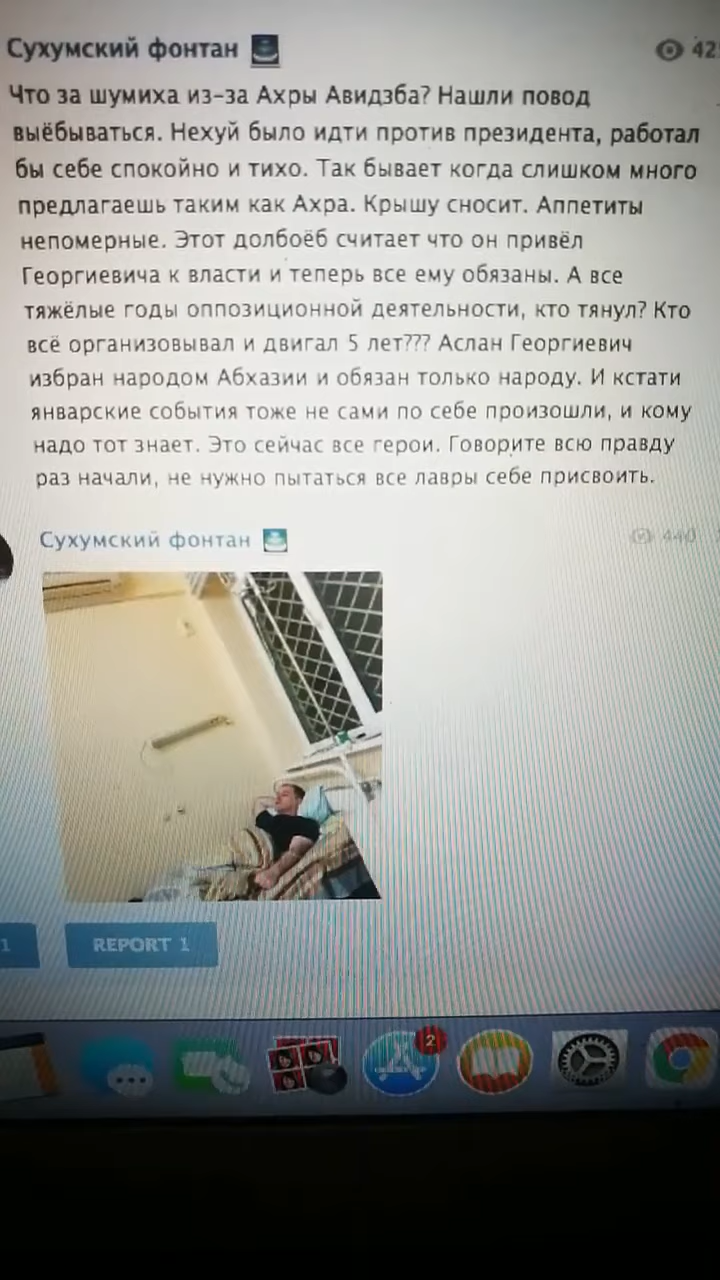 Сухумский фонтан
42
Что за шумиха из-за Ахры Авидзба? Нашли повод
выёбываться. Нехуй было идти против президента, работал
бы себе спокойно и тихо. Так бывает когда слишком много
предлагаешь таким как Ахра. Крышу сносит. Аппетиты
непомерные. Этот долбоёб считает что он привёл
Георгиевича к власти и теперь все ему обязаны. А все
тяжёлые годы оппозиционной деятельности, кто тянул? Кто
всё организовывал и двигал 5 лет??? Аслан Георгиевич
избран народом Абхазии и обязан только народу. И кстати
январские события тоже не сами по себе произошли, и кому
надо тот знает. Это сейчас все герои. Говорите всю правду
раз начали, не нужно пытаться все лавры себе присвоить.
Сухумский фонтан
440
1
REPORT 1
2